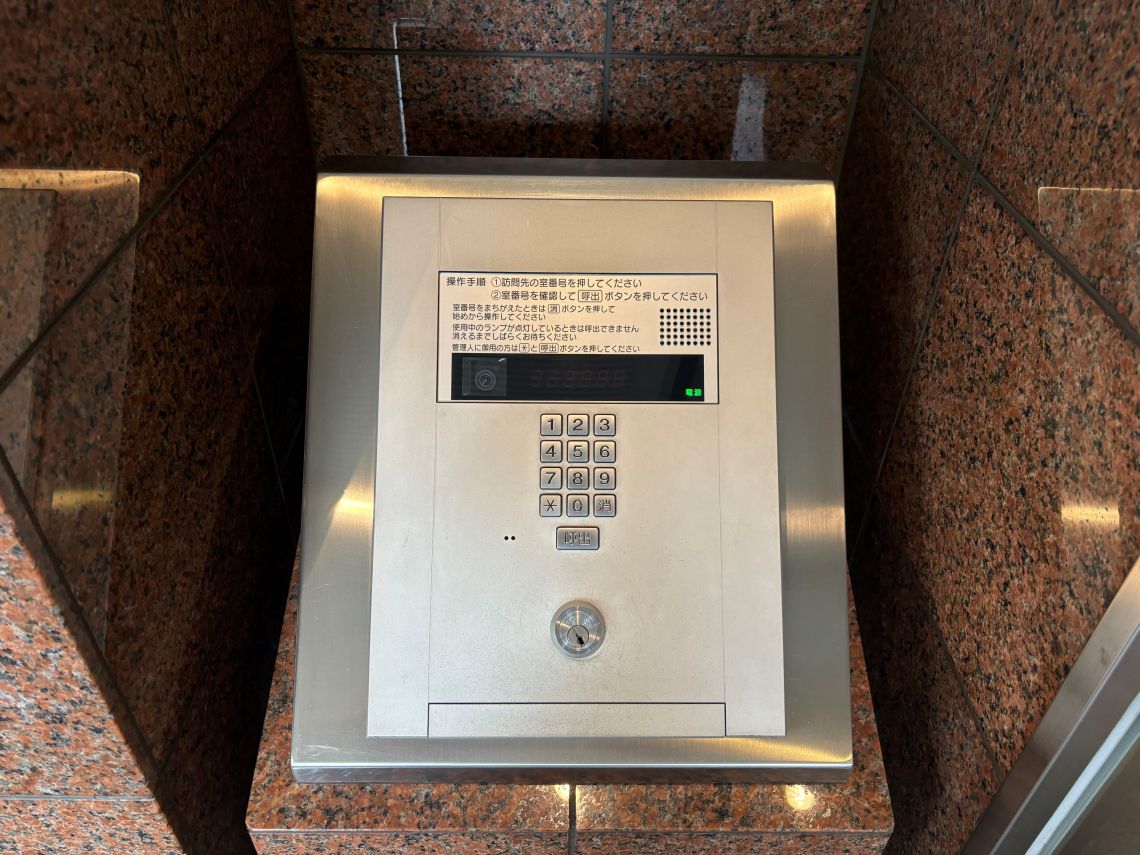 操作手順 ①訪問先の室番号を押してください
②室番号を確認して 呼出 ボタンを押してください
室番号をまちがえたときは 消 ボタンを押して
始めから操作してください
使用中のランプが点灯しているときは呼出できません
消えるまでしばらくお待ちください
管理人に御用の方は * と 呼出 ボタンを押してください
電源
1 2 3
4 5 6
7 8 9
* 0 消
呼出